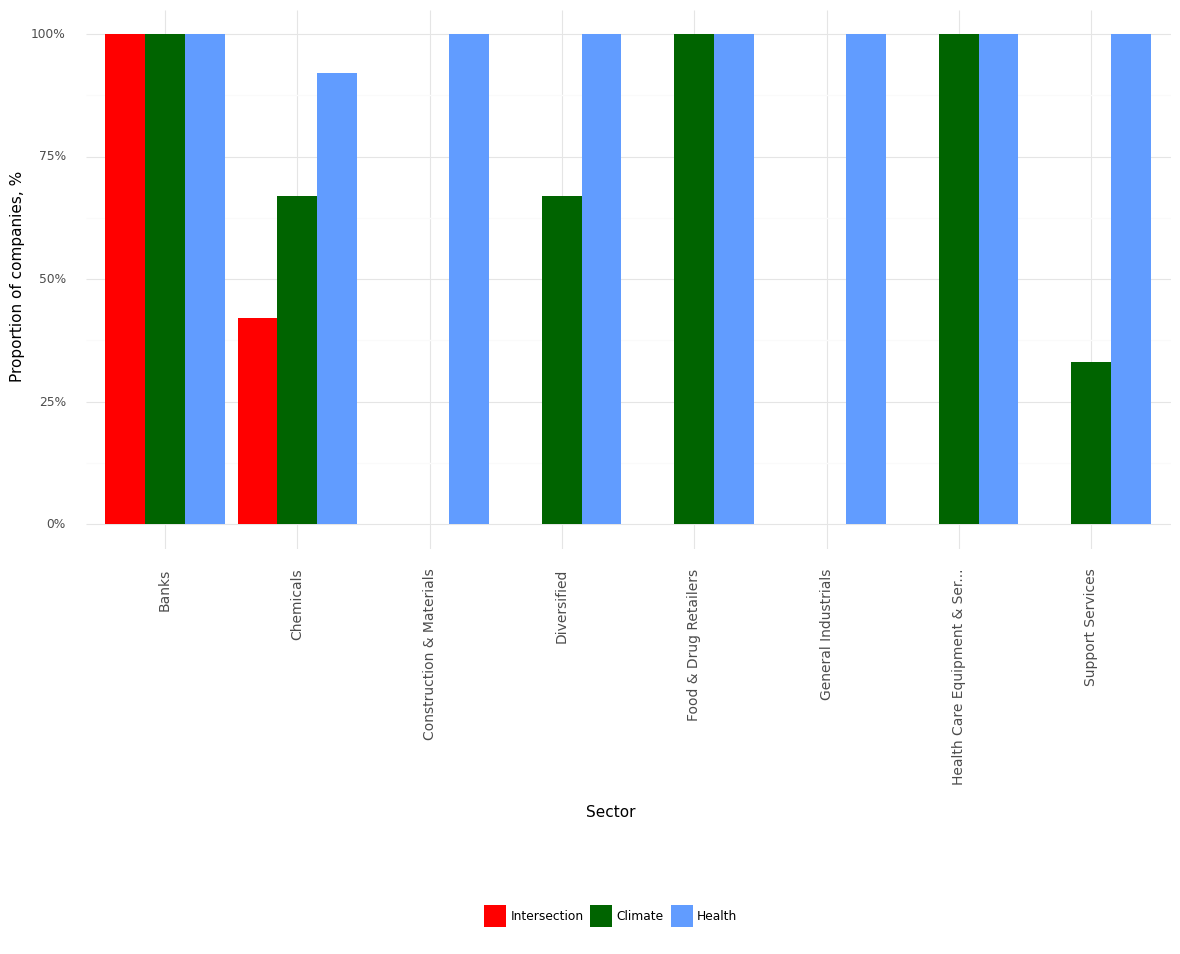 Proportion of companies, %
100%
75%
50%
25%
0%
Banks
Chemicals
Construction & Materials
Diversified
Food & Drug Retailers
General Industrials
Health Care Equipment & Ser...
Support Services
Sector
Intersection Climate Health